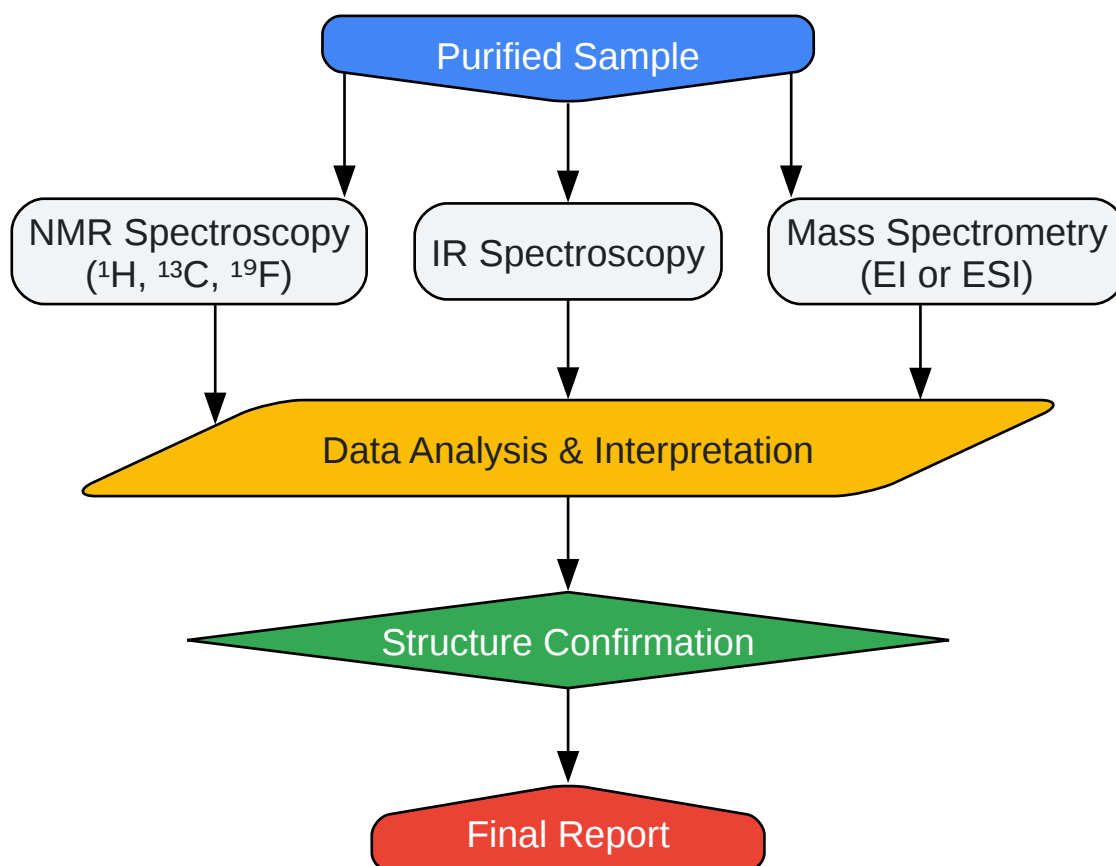 Purified Sample
NMR Spectroscopy
(¹H, ¹³C, ¹⁹F)
IR Spectroscopy
Mass Spectrometry
(EI or ESI)
Data Analysis & Interpretation
Structure Confirmation
Final Report